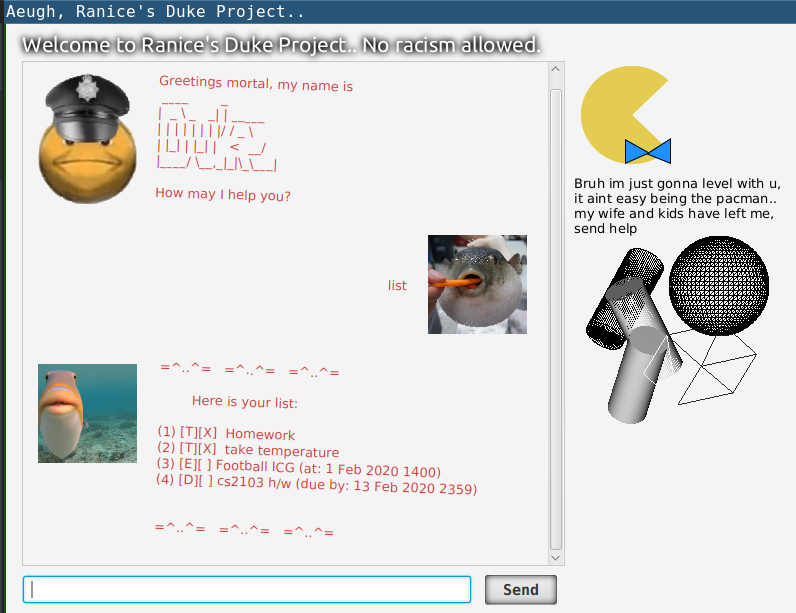 Aeugh, Ranice's Duke Project..
Welcome to Ranice's Duke Project.. No racism allowed.
Greetings mortal, my name is
 ____        _
|  _ \ _   _| | _____
| | | | | | | |/ / _ \
| |_| | |_| |   <  __/
|____/ \__,_|_|\_\___|
How may I help you?
list
=^..^=   =^..^=   =^..^=
Here is your list:
(1) [T][X]  Homework
(2) [T][X]  take temperature
(3) [E][ ] Football ICG (at: 1 Feb 2020 1400)
(4) [D][ ] cs2103 h/w (due by: 13 Feb 2020 2359)
=^..^=   =^..^=   =^..^=
Send
Bruh im just gonna level with u,
it aint easy being the pacman..
my wife and kids have left me,
send help